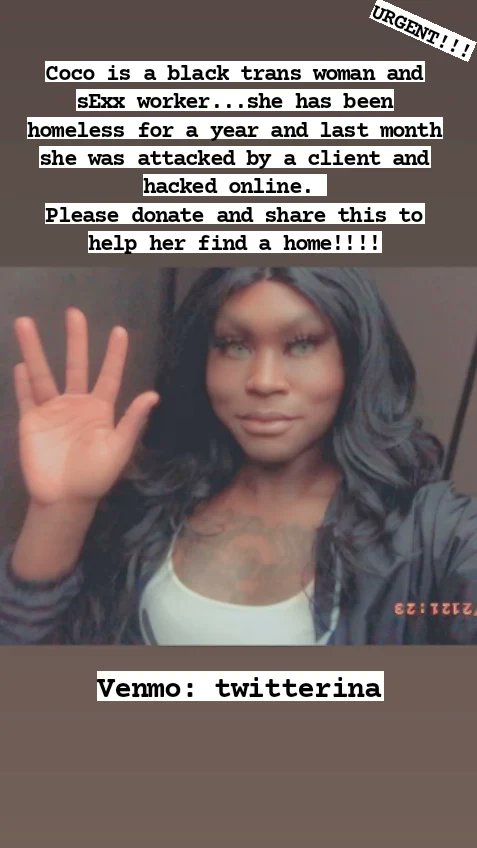 URGENT!!!
Coco is a black trans woman and
sExx worker...she has been
homeless for a year and last month
she was attacked by a client and
hacked online.
Please donate and share this to
help her find a home!!!!
Venmo: twitterina